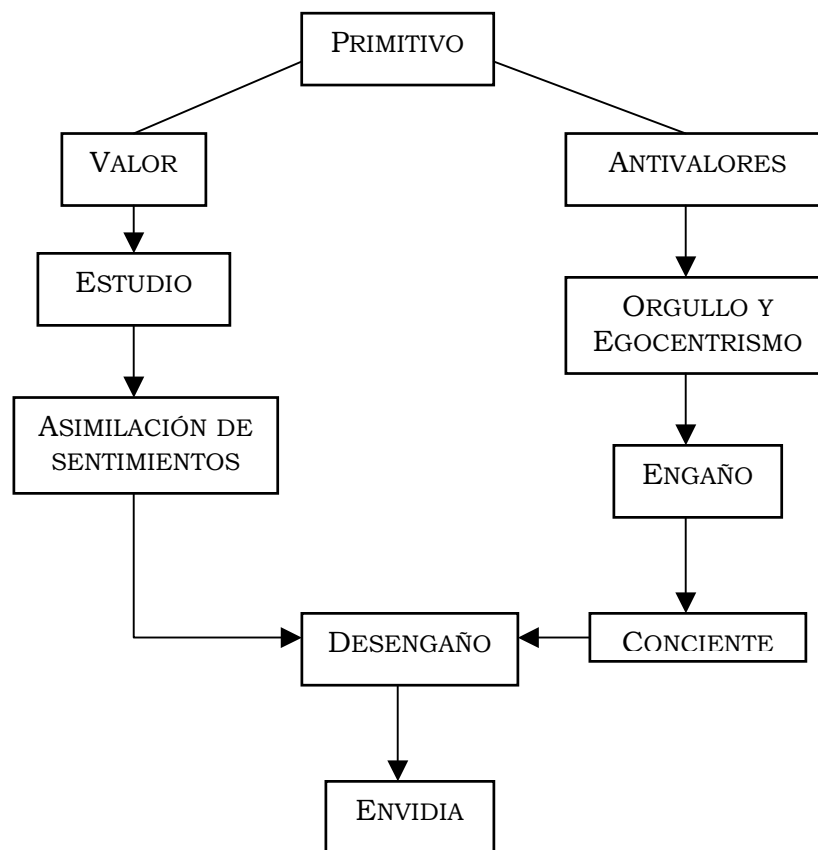 PRIMITIVO
VALOR
ANTIVALORES
ESTUDIO
ORGULLO Y
EGOCENTRISMO
ASIMILACIÓN DE
SENTIMIENTOS
ENGAÑO
DESENGAÑO
CONCIENTE
ENVIDIA